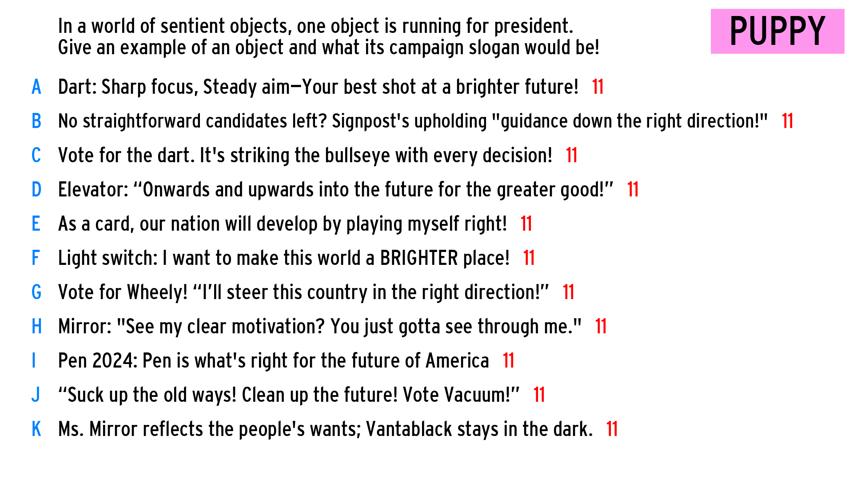 In a world of sentient objects, one object is running for president.
Give an example of an object and what its campaign slogan would be!
PUPPY
A Dart: Sharp focus, Steady aim—Your best shot at a brighter future! 11
B No straightforward candidates left? Signpost's upholding "guidance down the right direction!" 11
C Vote for the dart. It's striking the bullseye with every decision! 11
D Elevator: “Onwards and upwards into the future for the greater good!” 11
E As a card, our nation will develop by playing myself right! 11
F Light switch: I want to make this world a BRIGHTER place! 11
G Vote for Wheely! “I’ll steer this country in the right direction!” 11
H Mirror: "See my clear motivation? You just gotta see through me." 11
I Pen 2024: Pen is what's right for the future of America 11
J “Suck up the old ways! Clean up the future! Vote Vacuum!” 11
K Ms. Mirror reflects the people's wants; Vantablack stays in the dark. 11